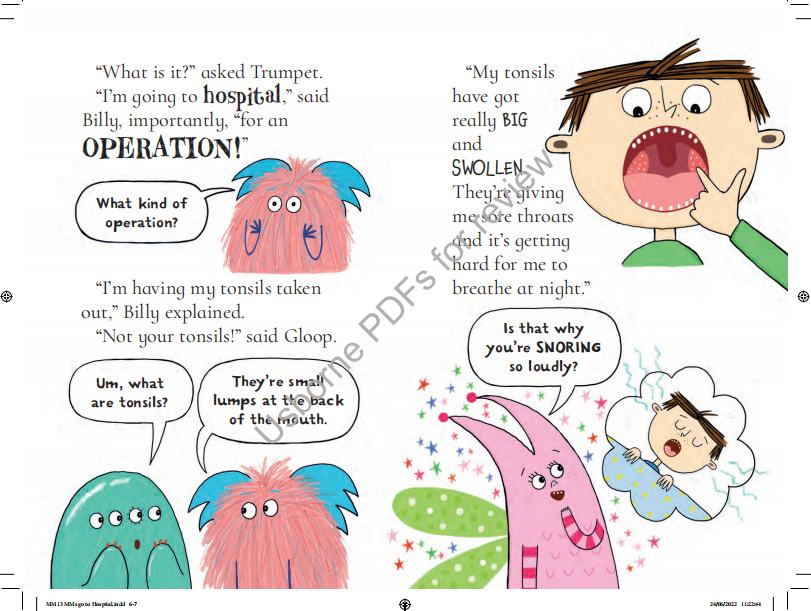 “What is it?” asked Trumpet.
“I’m going to hospital,” said
Billy, importantly, “for an
OPERATION!”
What kind of
operation?
“I’m having my tonsils taken
out,” Billy explained.
“Not your tonsils!” said Gloop.
Um, what
are tonsils?
They’re small
lumps at the back
of the mouth.
“My tonsils
have got
really BIG
and
SWOLLEN.
They’re giving
me sore throats
and it’s getting
hard for me to
breathe at night.”
Is that why
you’re SNORING
so loudly?
Usborne PDFs for review
MM13 MMs go to Hospital.indd 6-7
24/06/2022 11:22:44